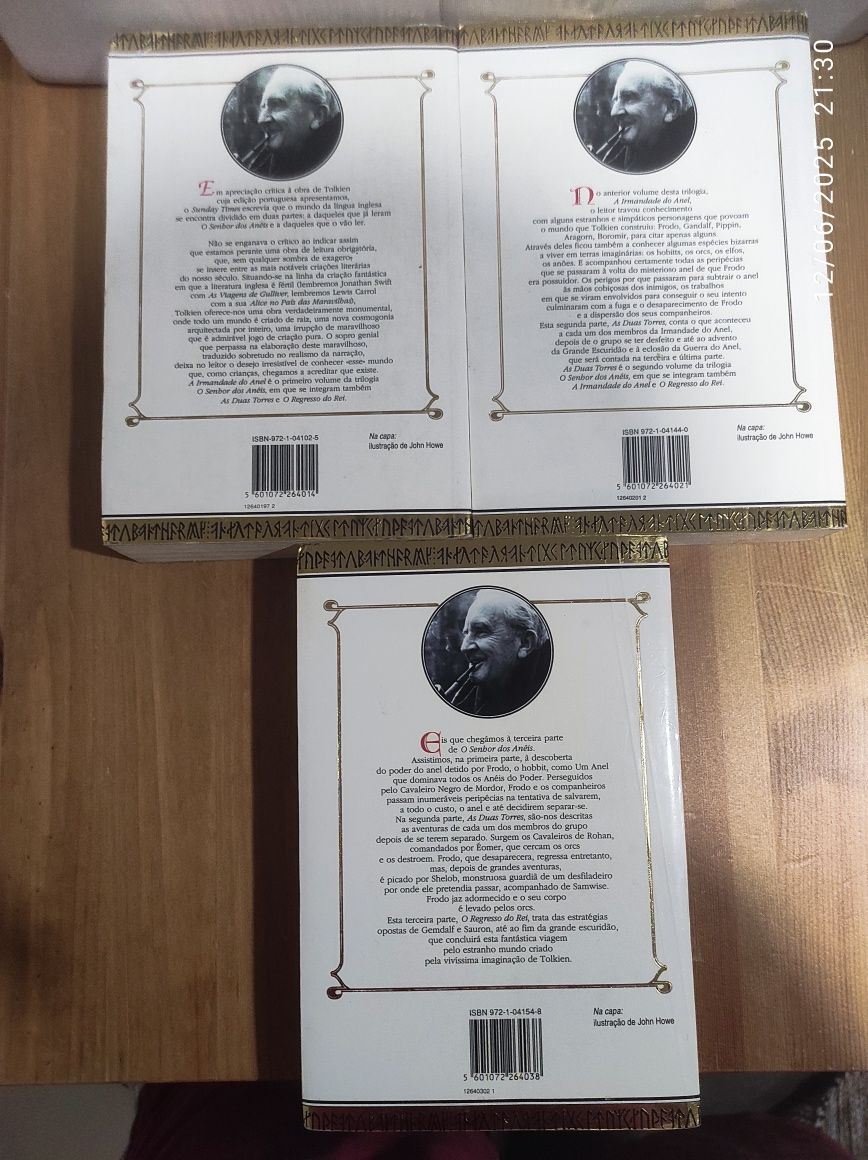 Em apreciação crítica à obra de Tolkien
cuja edição portuguesa apresentamos,
o Sunday Times escrevia que o mundo da língua inglesa
se encontra dividido em duas partes: a daqueles que já leram
O Senhor dos Anéis e a daqueles que o vão ler.
Não se enganava o crítico ao indicar assim
que estamos perante uma obra de leitura obrigatória,
que, sem qualquer sombra de exagero,
se insere entre as mais notáveis criações literárias
do nosso século. Situando-se na linha da criação fantástica
em que a literatura inglesa é fértil (lembremos Jonathan Swift
com As Viagens de Gulliver, lembremos Lewis Carrol
com a sua Alice no País das Maravilhas),
Tolkien oferece-nos uma obra verdadeiramente monumental,
onde todo um mundo é criado de raiz, uma nova cosmogonia
arquitectada por inteiro, uma irrupção de maravilhoso
que é admirável jogo de criação pura. O sopro genial
que perpassa na elaboração deste maravilhoso,
traduzido sobretudo no realismo da narração,
deixa no leitor o desejo irresistível de conhecer «esse» mundo
que, como crianças, chegamos a acreditar que existe.
A Irmandade do Anel é o primeiro volume da trilogia
O Senhor dos Anéis, em que se integram também
As Duas Torres e O Regresso do Rei.
ISBN-972-1-04102-5
5 601072 264014
12640197 2
Na capa:
ilustração de John Howe
No anterior volume desta trilogia,
A Irmandade do Anel,
o leitor travou conhecimento
com alguns estranhos e simpáticos personagens que povoam
o mundo que Tolkien construiu: Frodo, Gandalf, Pippin,
Aragorn, Boromir, para citar apenas alguns.
Através deles ficou também a conhecer algumas espécies bizarras
a viver em terras imaginárias: os hobbits, os orcs, os elfos,
os anões. E acompanhou certamente todas as peripécias
que se passaram à volta do misterioso anel de que Frodo
era possuidor. Os perigos por que passaram para subtrair o anel
às mãos cobiçosas dos inimigos, os trabalhos
em que se viram envolvidos para conseguir o seu intento
culminaram com a fuga e o desaparecimento de Frodo
e a dispersão dos seus companheiros.
Esta segunda parte, As Duas Torres, conta o que aconteceu
a cada um dos membros da Irmandade do Anel,
depois de o grupo se ter desfeito e até ao advento
da Grande Escuridão e à eclosão da Guerra do Anel,
que será contada na terceira e última parte.
As Duas Torres é o segundo volume da trilogia
O Senhor dos Anéis, em que se integram também
A Irmandade do Anel e O Regresso do Rei.
ISBN 972-1-04144-0
5 601072 264021
12640201 2
Na capa:
ilustração de John Howe
Eis que chegámos à terceira parte
de O Senhor dos Anéis.
Assistimos, na primeira parte, à descoberta
do poder do anel detido por Frodo, o hobbit, como Um Anel
que dominava todos os Anéis do Poder. Perseguidos
pelo Cavaleiro Negro de Mordor, Frodo e os companheiros
passam inumeráveis peripécias na tentativa de salvarem,
a todo o custo, o anel e até decidirem separar-se.
Na segunda parte, As Duas Torres, são-nos descritas
as aventuras de cada um dos membros do grupo
depois de se terem separado. Surgem os Cavaleiros de Rohan,
comandados por Éomer, que cercam os orcs
e os destroem. Frodo, que desaparecera, regressa entretanto,
mas, depois de grandes aventuras,
é picado por Shelob, monstruosa guardiã de um desfiladeiro
por onde ele pretendia passar, acompanhado de Samwise.
Frodo jaz adormecido e o seu corpo
é levado pelos orcs.
Esta terceira parte, O Regresso do Rei, trata das estratégias
opostas de Gemdalf e Sauron, até ao fim da grande escuridão,
que concluirá esta fantástica viagem
pelo estranho mundo criado
pela vivíssima imaginação de Tolkien.
ISBN 972-1-04154-8
5 601072 264038
12640302 1
Na capa:
ilustração de John Howe
12/06/2025 21:30